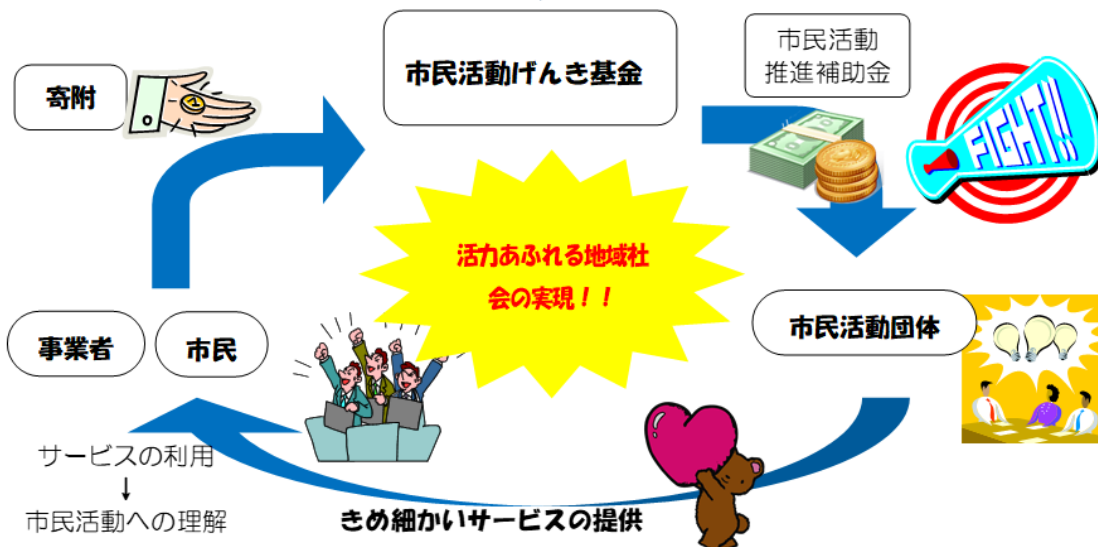 寄附
市民活動げんき基金
市民活動
推進補助金
FIGHT!!
活力あふれる地域社
会の実現！！
事業者
市民
市民活動団体
サービスの利用
↓
市民活動への理解
きめ細かいサービスの提供